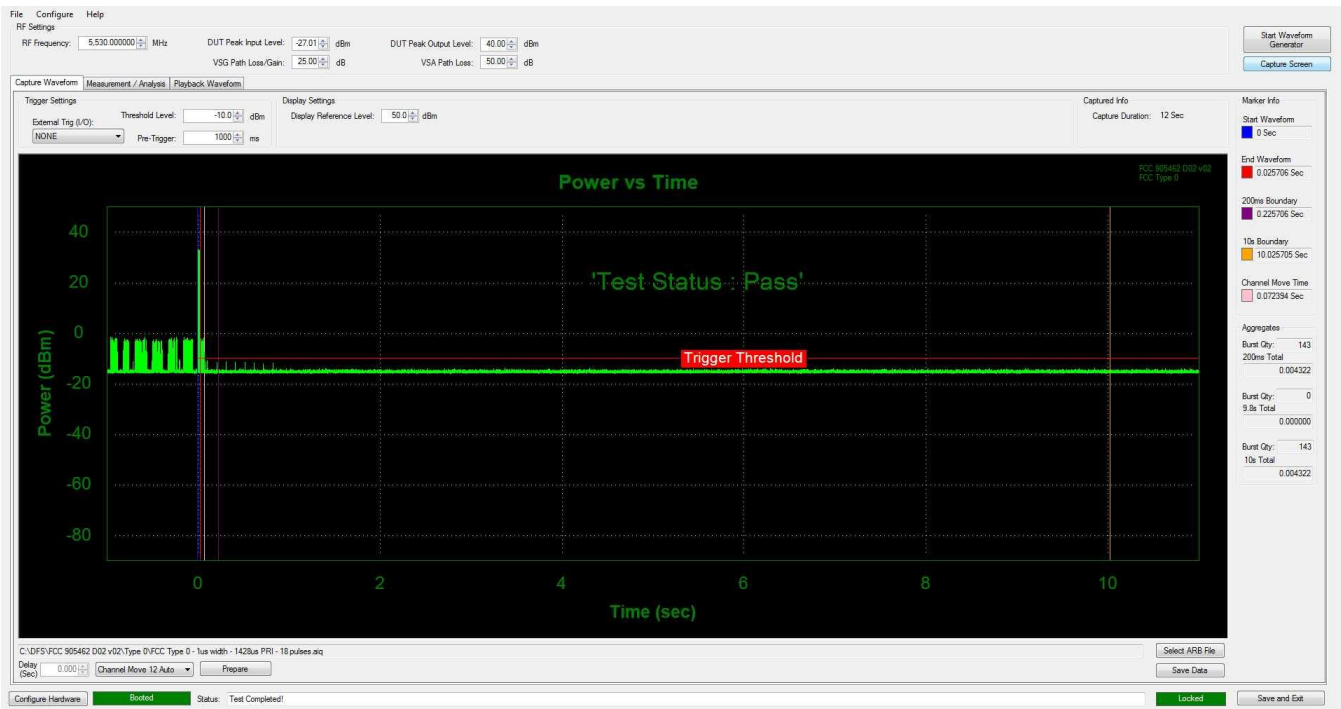 File Configure Help
RF Settings
RF Frequency: 5,530.000000 MHz DUT Peak Input Level: -27.01 dBm DUT Peak Output Level: 40.00 dBm
VSG Path Loss/Gain: 25.00 dB VSA Path Loss: 50.00 dB
Start Waveform
Generator
Capture Screen
Capture Waveform Measurement / Analysis Playback Waveform
Trigger Settings
External Trig (I/O): Threshold Level: -10.0 dBm
NONE Pre-Trigger: 1000 ms
Display Settings
Display Reference Level: 50.0 dBm
Captured Info
Capture Duration: 12 Sec
Marker Info
Start Waveform
0 Sec
End Waveform
0.025706 Sec
200ms Boundary
0.225706 Sec
10s Boundary
10.025705 Sec
Channel Move Time
0.072394 Sec
Aggregates
Burst Qty: 143
200ms Total
0.004322
Burst Qty: 0
9.8s Total
0.000000
Burst Qty: 143
10s Total
0.004322
Power vs Time
FCC 905462 D02 v02
FCC Type 0
'Test Status : Pass'
Trigger Threshold
Power (dBm)
40
20
0
-20
-40
-60
-80
0 2 4 6 8 10
Time (sec)
C:\DFS\FCC 905462 D02 v02\Type 0\FCC Type 0 - 1us width - 1428us PRI - 18 pulses.aiq
Select ARB File
Delay
(Sec) 0.000 Channel Move 12 Auto Prepare
Save Data
Configure Hardware Booted Status: Test Completed! Locked Save and Exit